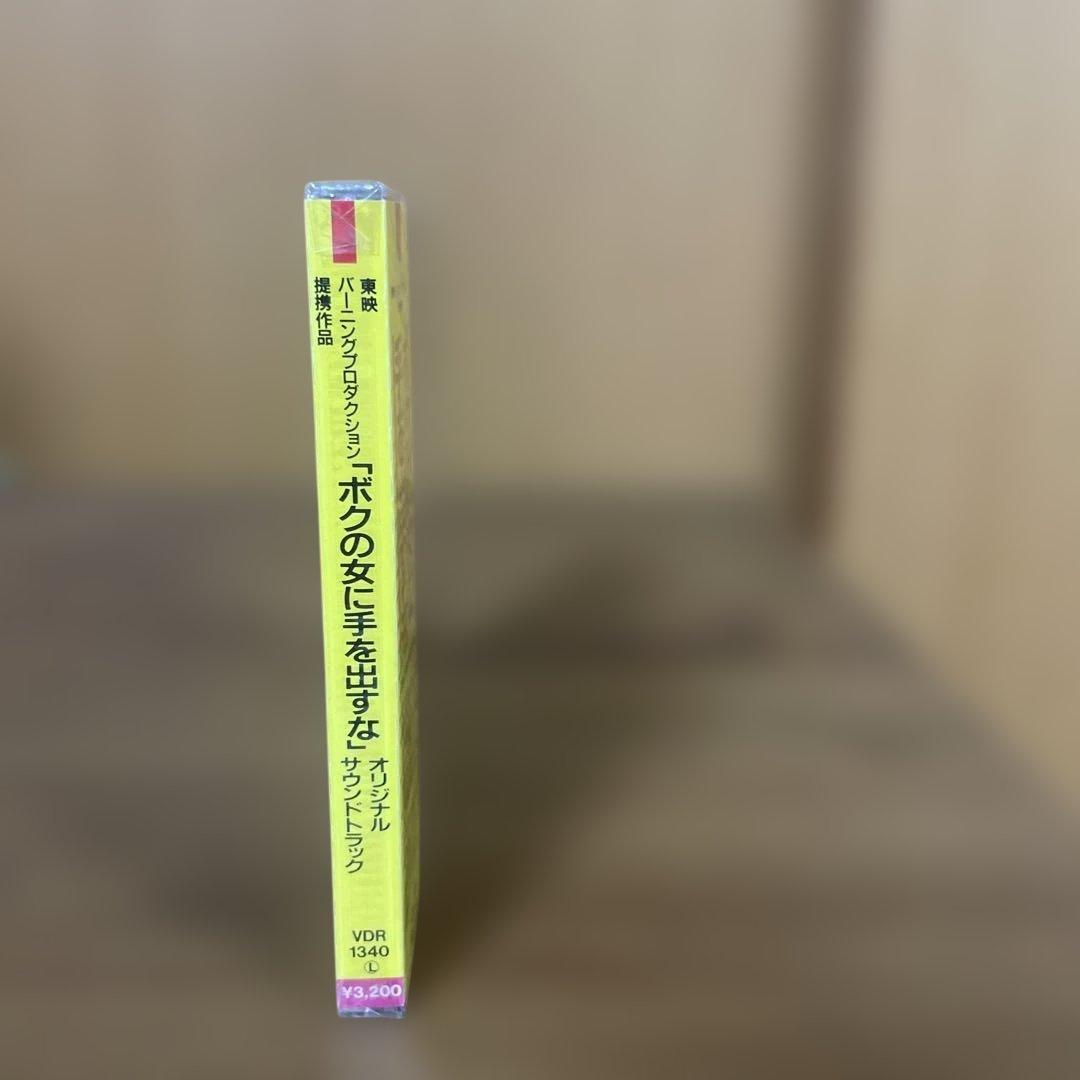 東映
バーニングプロダクション
提携作品
「ボクの女に手を出すな」
オリジナル
サウンドトラック
VDR
1340
Ⓛ
¥3,200